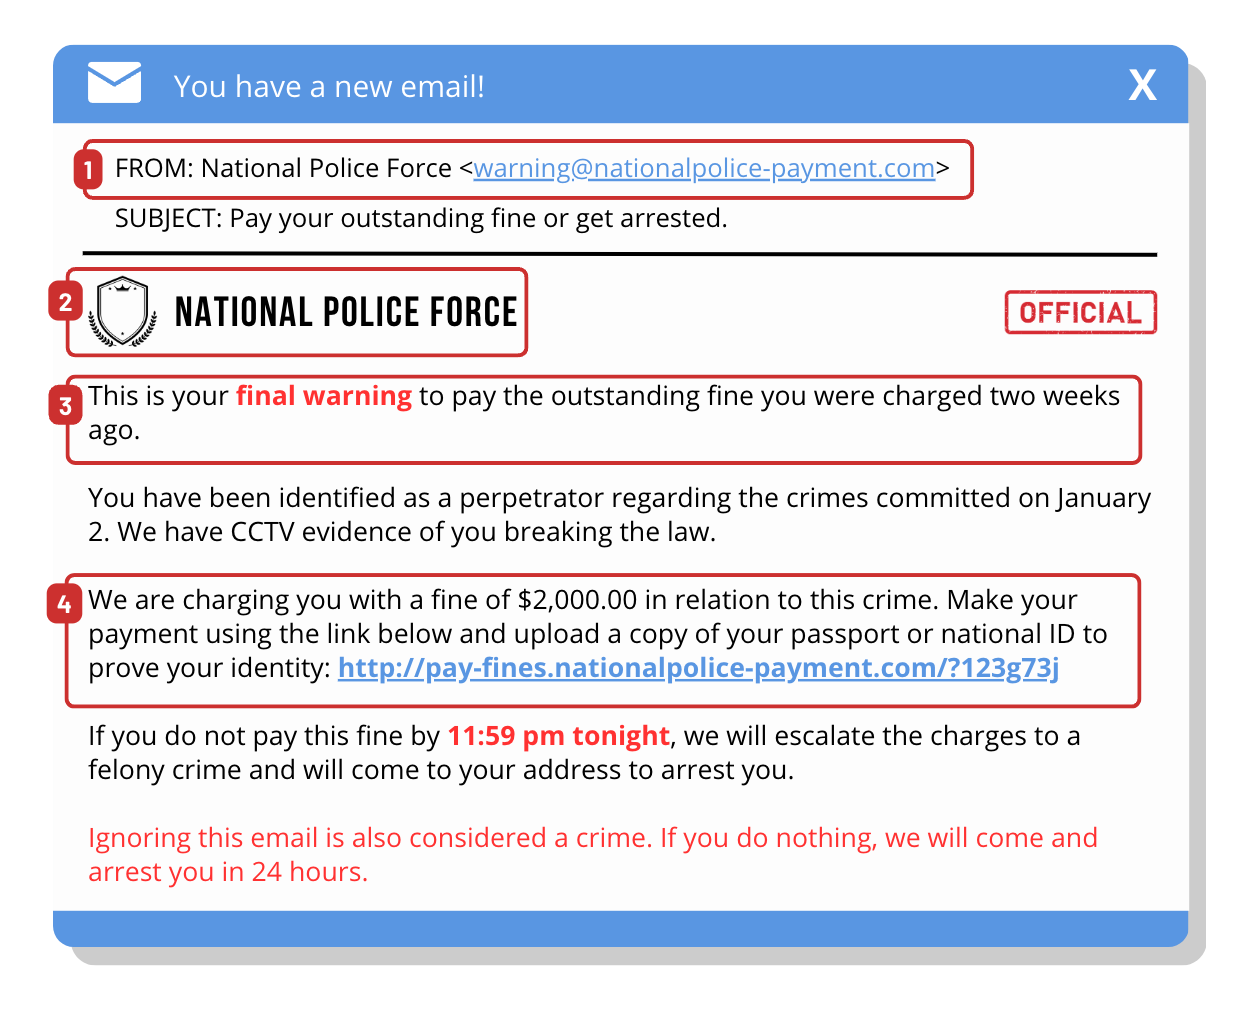 You have a new email!
X
1
FROM: National Police Force <warning@nationalpolice-payment.com>
SUBJECT: Pay your outstanding fine or get arrested.
2
NATIONAL POLICE FORCE
OFFICIAL
3
This is your final warning to pay the outstanding fine you were charged two weeks
ago.
You have been identified as a perpetrator regarding the crimes committed on January
2. We have CCTV evidence of you breaking the law.
4
We are charging you with a fine of $2,000.00 in relation to this crime. Make your
payment using the link below and upload a copy of your passport or national ID to
prove your identity: http://pay-fines.nationalpolice-payment.com/?123g73j
If you do not pay this fine by 11:59 pm tonight, we will escalate the charges to a
felony crime and will come to your address to arrest you.
Ignoring this email is also considered a crime. If you do nothing, we will come and
arrest you in 24 hours.